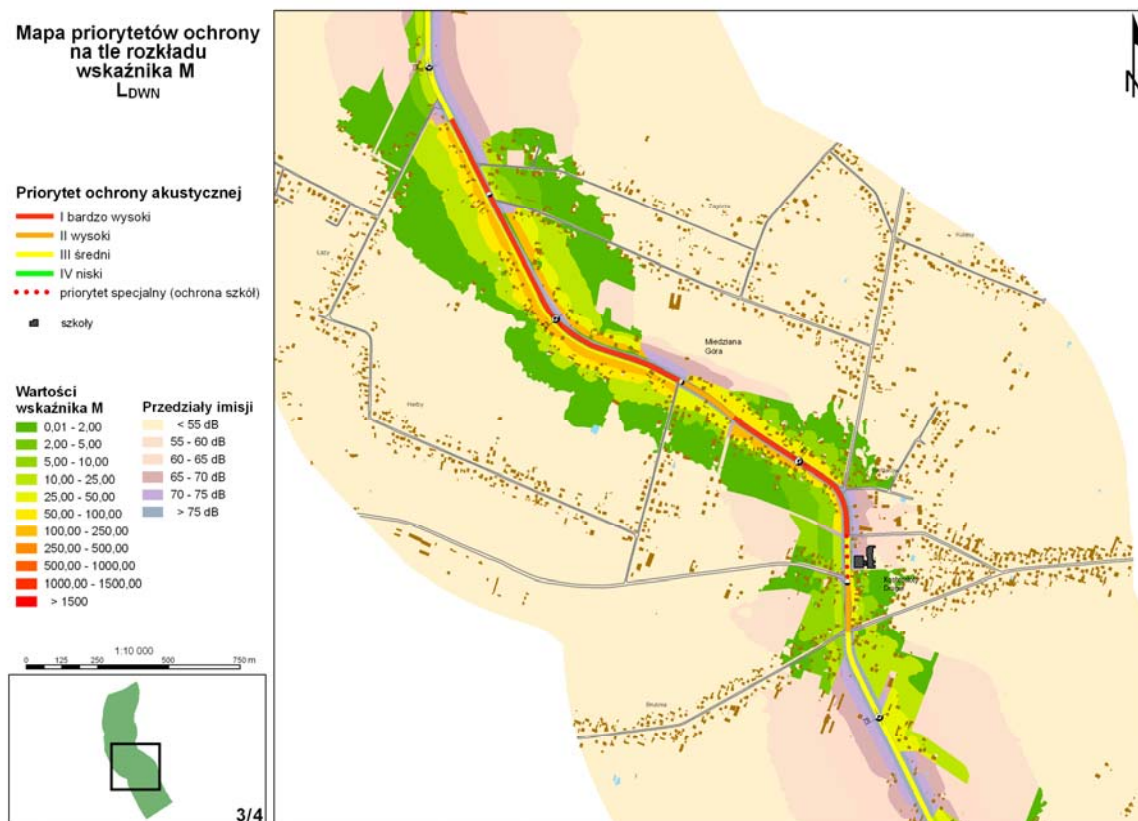 Mapa priorytetów ochrony
na tle rozkładu
wskaźnika M
LDWN
N
Priorytet ochrony akustycznej
I bardzo wysoki
II wysoki
III średni
IV niski
priorytet specjalny (ochrona szkół)
szkoły
Wartości
wskaźnika M
0,01 - 2,00
2,00 - 5,00
5,00 - 10,00
10,00 - 25,00
25,00 - 50,00
50,00 - 100,00
100,00 - 250,00
250,00 - 500,00
500,00 - 1000,00
1000,00 - 1500,00
> 1500
Przedziały imisji
< 55 dB
55 - 60 dB
60 - 65 dB
65 - 70 dB
70 - 75 dB
> 75 dB
1:10 000
0 125 250 500 750 m
3/4
Miedziana
Góra